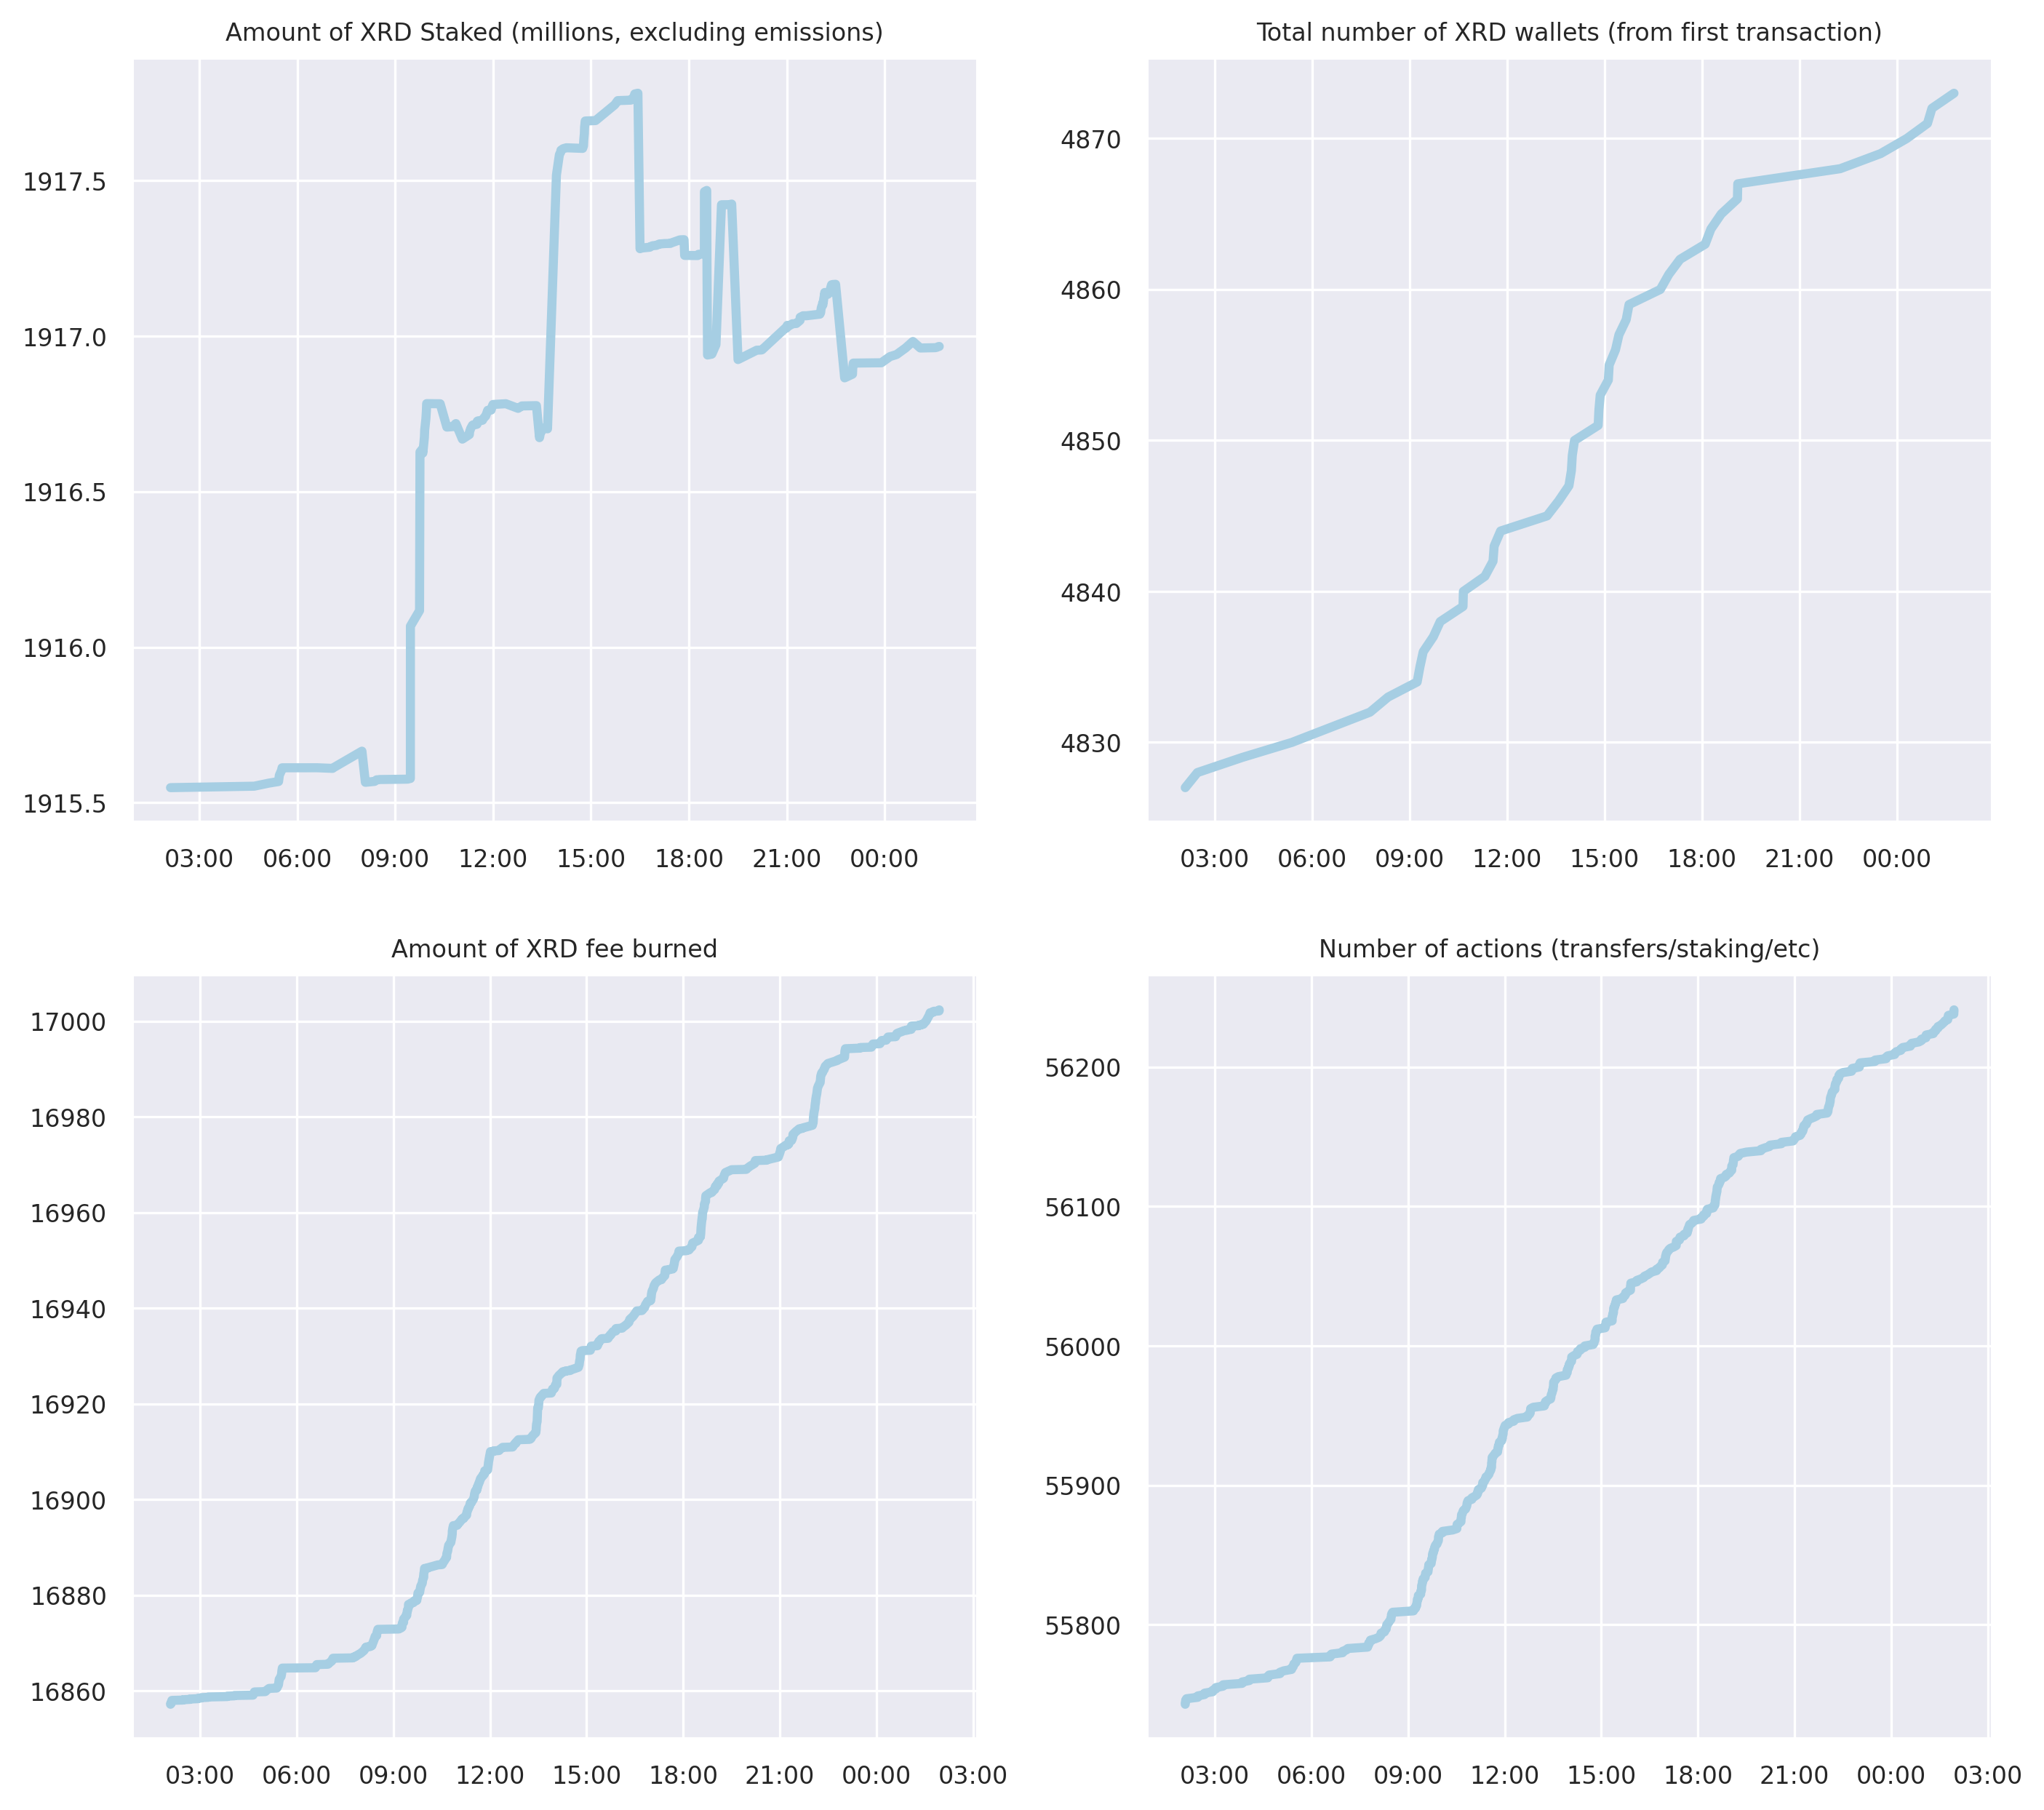 Amount of XRD Staked (millions, excluding emissions)
1917.5
1917.0
1916.5
1916.0
1915.5
03:00 06:00 09:00 12:00 15:00 18:00 21:00 00:00
Total number of XRD wallets (from first transaction)
4870
4860
4850
4840
4830
03:00 06:00 09:00 12:00 15:00 18:00 21:00 00:00
Amount of XRD fee burned
17000
16980
16960
16940
16920
16900
16880
16860
03:00 06:00 09:00 12:00 15:00 18:00 21:00 00:00 03:00
Number of actions (transfers/staking/etc)
56200
56100
56000
55900
55800
03:00 06:00 09:00 12:00 15:00 18:00 21:00 00:00 03:00